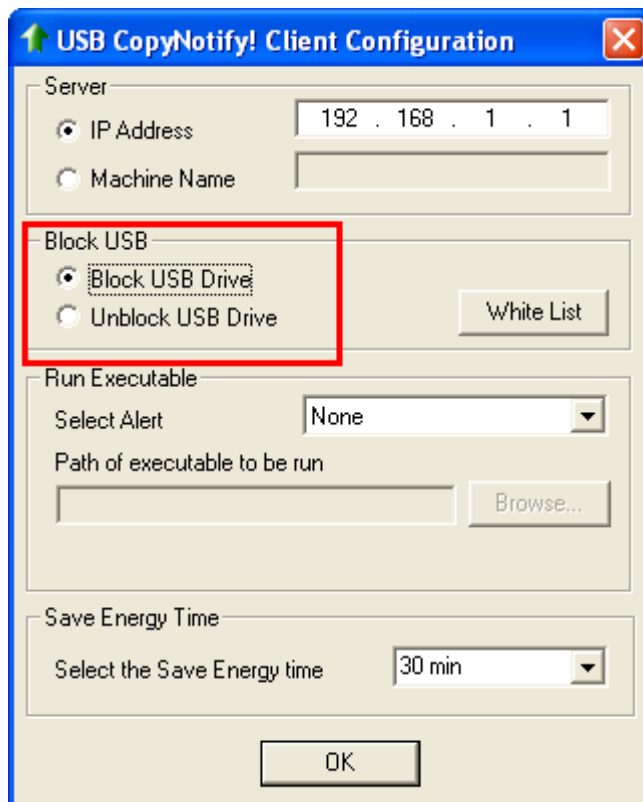 USB CopyNotify! Client Configuration
Server
IP Address
192 . 168 . 1 . 1
Machine Name
Block USB
Block USB Drive
Unblock USB Drive
White List
Run Executable
Select Alert
None
Path of executable to be run
Browse...
Save Energy Time
Select the Save Energy time
30 min
OK